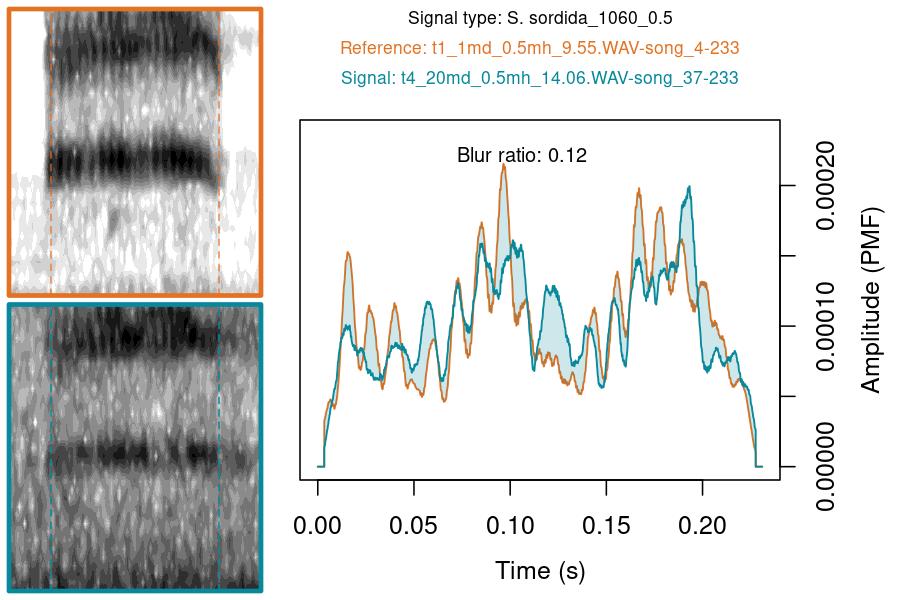 Signal type: S. sordida_1060_0.5
Reference: t1_1md_0.5mh_9.55.WAV-song_4-233
Signal: t4_20md_0.5mh_14.06.WAV-song_37-233
Blur ratio: 0.12
0.00020
0.00010
0.00000
Amplitude (PMF)
0.00 0.05 0.10 0.15 0.20
Time (s)